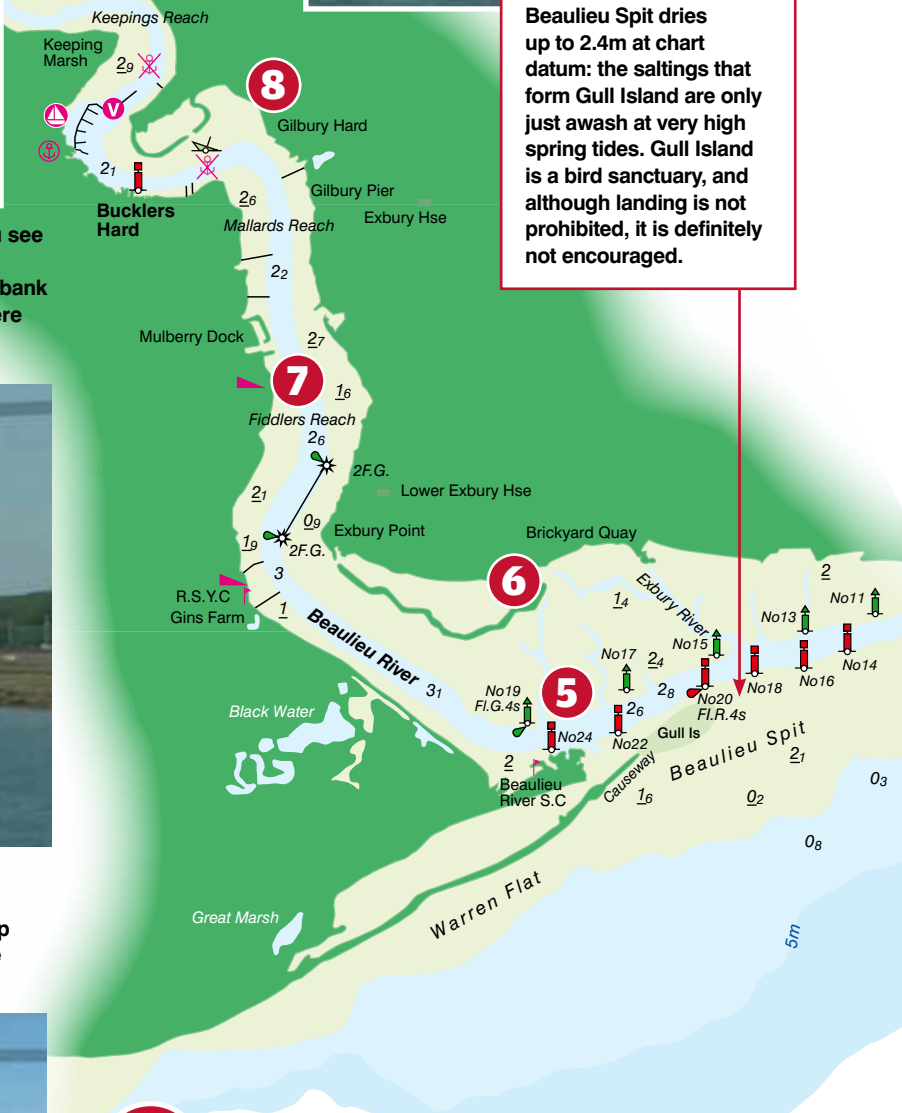 Keepings Reach
Keeping
Marsh
2₉
V
8
Gilbury Hard
2₁
Bucklers
Hard
2₆
Gilbury Pier
Exbury Hse
Mallards Reach
2₂
Mulberry Dock
2₇
7
1₆
Fiddlers Reach
2₆
2F.G.
Lower Exbury Hse
2₁
0₉
Exbury Point
1₉
2F.G.
3
R.S.Y.C
Gins Farm
1
Beaulieu River
3₁
Brickyard Quay
6
1₄
Exbury River
2
No11
No13
No15
No17
2₄
2₈
No14
No16
No18
No20
Fl.R.4s
No19
Fl.G.4s
5
2₆
No24
No22
Gull Is
2
Beaulieu
River S.C
Causeway
Beaulieu Spit
2₁
1₆
0₂
0₃
0₈
Black Water
Great Marsh
Warren Flat
5m
Beaulieu Spit dries
up to 2.4m at chart
datum: the saltings that
form Gull Island are only
just awash at very high
spring tides. Gull Island
is a bird sanctuary, and
although landing is not
prohibited, it is definitely
not encouraged.
see
bank